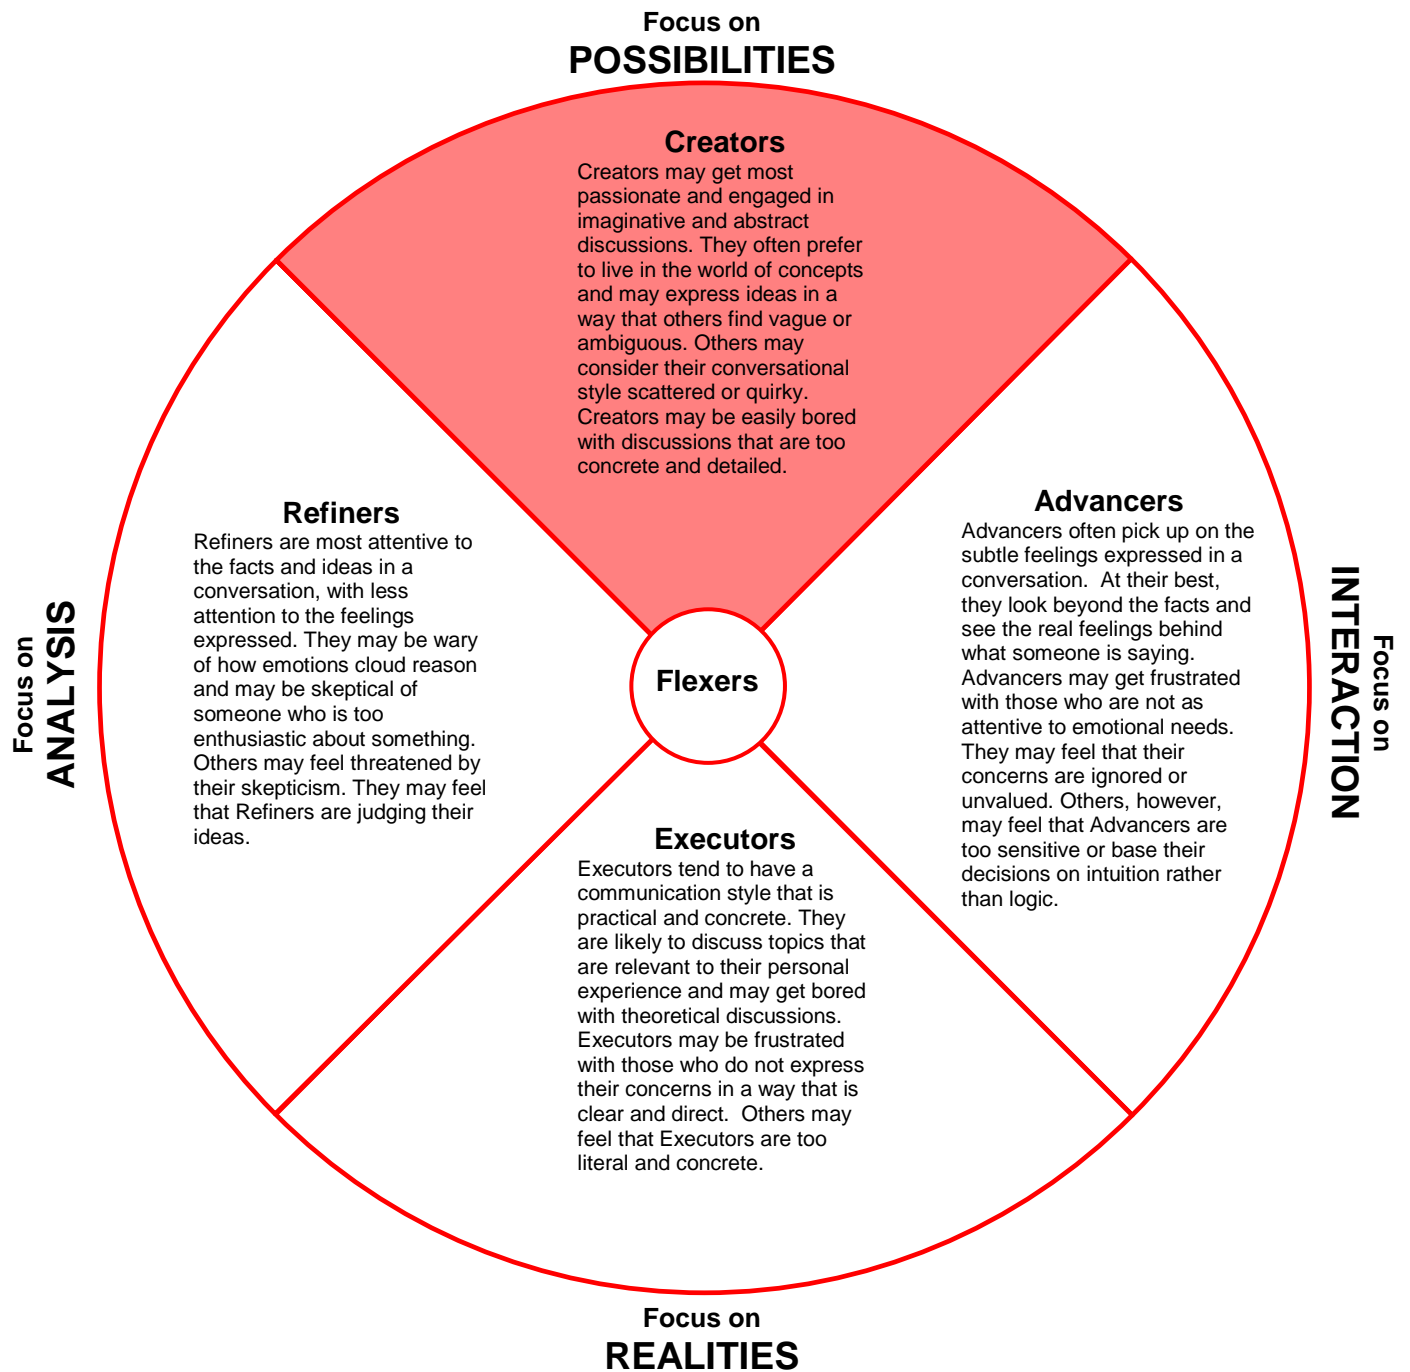 Focus on
POSSIBILITIES
Creators
Creators may get most
passionate and engaged in
imaginative and abstract
discussions. They often prefer
to live in the world of concepts
and may express ideas in a
way that others find vague or
ambiguous. Others may
consider their conversational
style scattered or quirky.
Creators may be easily bored
with discussions that are too
concrete and detailed.
Focus on
ANALYSIS
Refiners
Refiners are most attentive to
the facts and ideas in a
conversation, with less
attention to the feelings
expressed. They may be wary
of how emotions cloud reason
and may be skeptical of
someone who is too
enthusiastic about something.
Others may feel threatened by
their skepticism. They may feel
that Refiners are judging their
ideas.
Flexers
Advancers
Advancers often pick up on the
subtle feelings expressed in a
conversation.  At their best,
they look beyond the facts and
see the real feelings behind
what someone is saying.
Advancers may get frustrated
with those who are not as
attentive to emotional needs.
They may feel that their
concerns are ignored or
unvalued. Others, however,
may feel that Advancers are
too sensitive or base their
decisions on intuition rather
than logic.
Focus on
INTERACTION
Executors
Executors tend to have a
communication style that is
practical and concrete. They
are likely to discuss topics that
are relevant to their personal
experience and may get bored
with theoretical discussions.
Executors may be frustrated
with those who do not express
their concerns in a way that is
clear and direct.  Others may
feel that Executors are too
literal and concrete.
Focus on
REALITIES